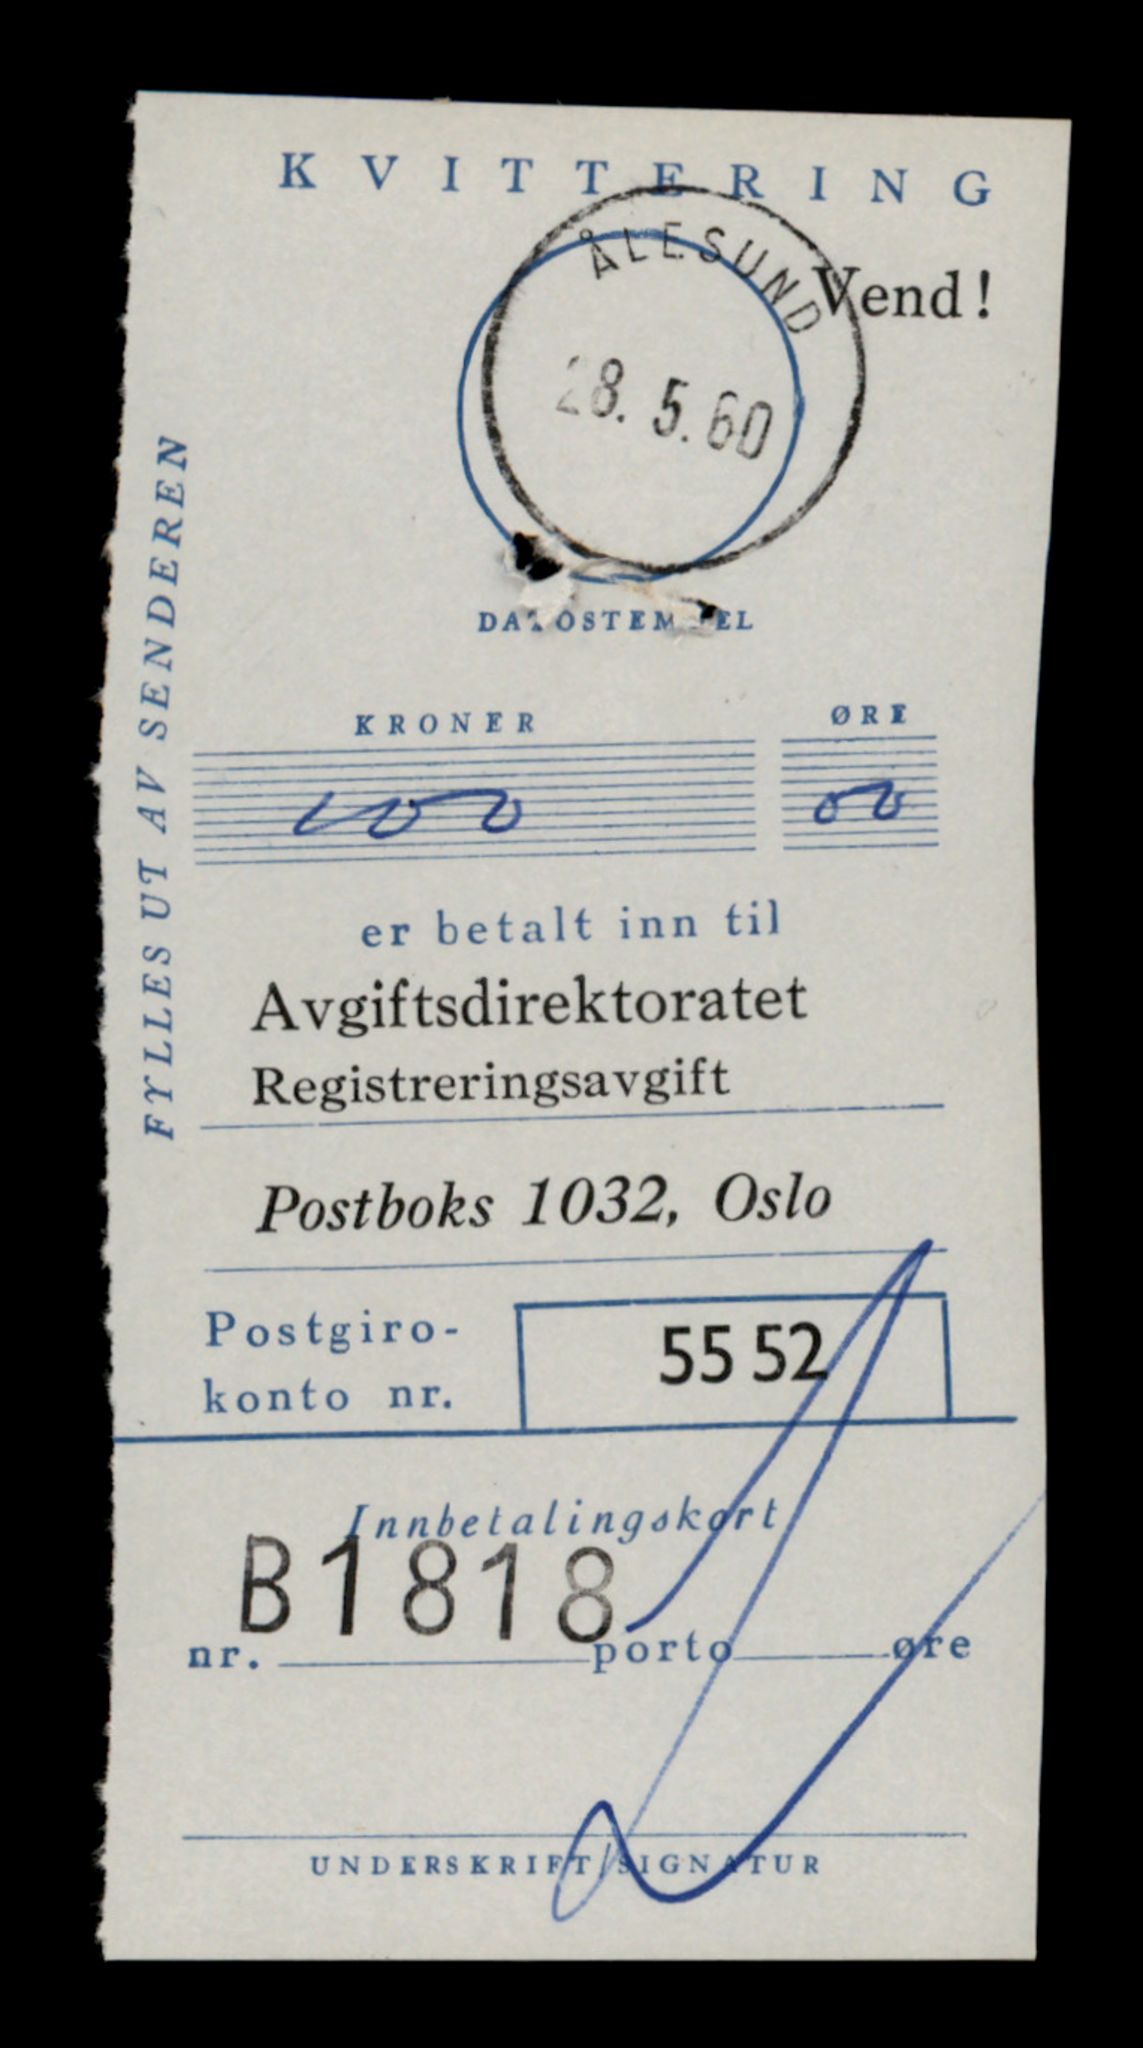 KVITTERING
ÅLESUND
Vend!
28. 5. 60
DATOSTEMPEL
FYLLES UT AV SENDEREN
KRONER ØRE
100 00
er betalt inn til
Avgiftsdirektoratet
Registreringsavgift
Postboks 1032, Oslo
Postgiro-
konto nr.
55 52
Innbetalingskort
B1818
nr. porto øre
UNDERSKRIFT/SIGNATUR